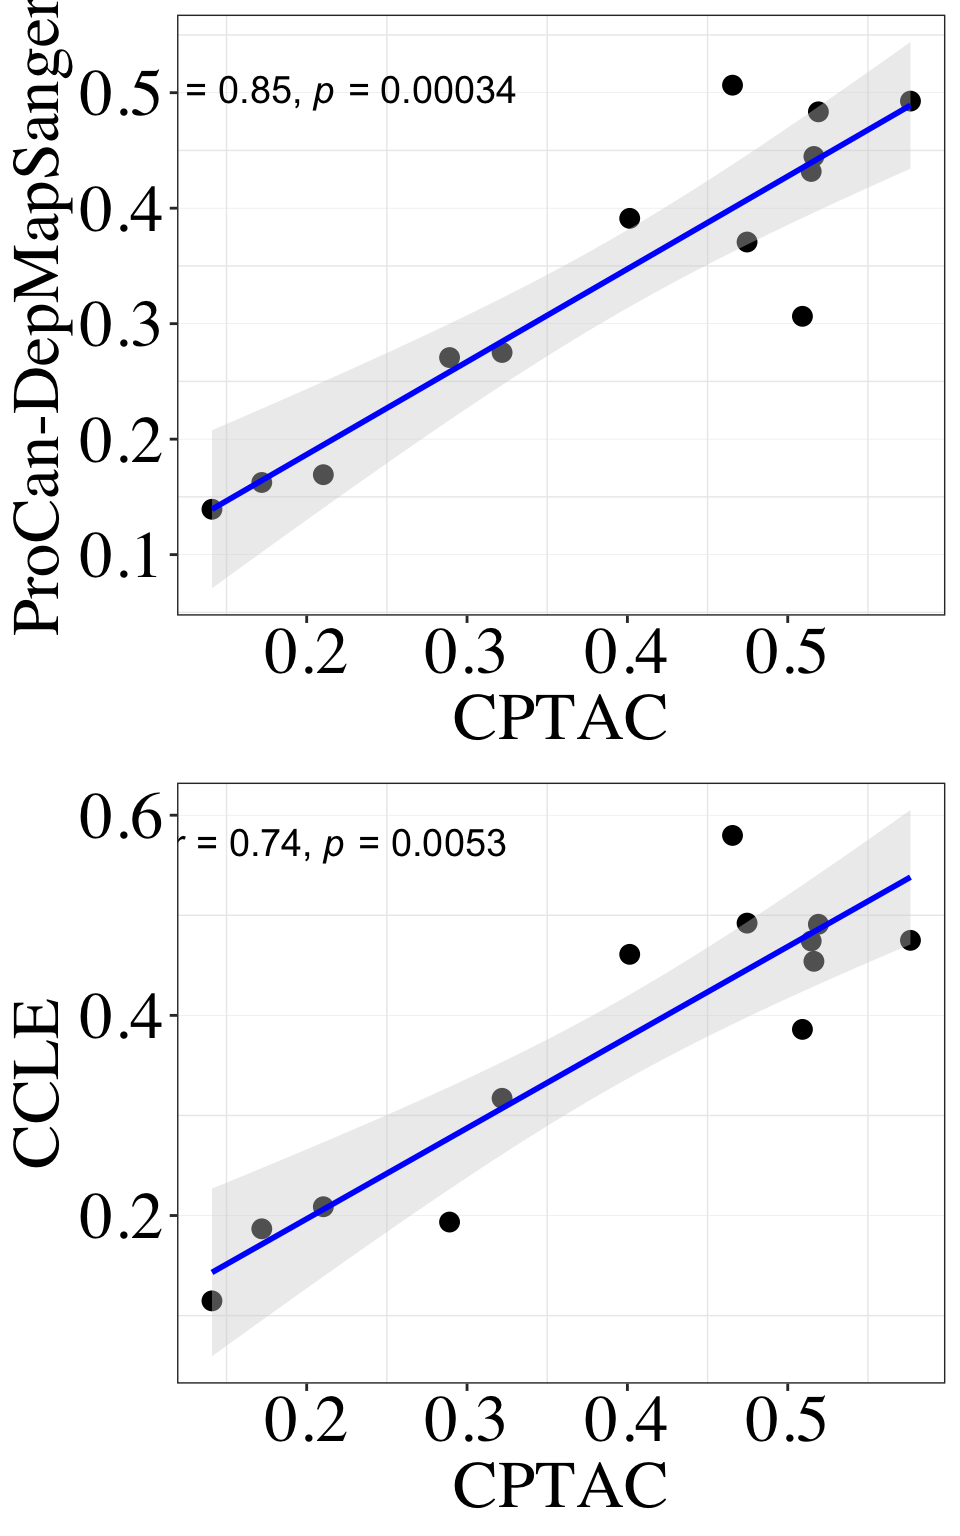 ProCan-DepMapSanger
= 0.85, p = 0.00034
0.5
0.4
0.3
0.2
0.1
0.2 0.3 0.4 0.5
CPTAC
CCLE
r = 0.74, p = 0.0053
0.6
0.4
0.2
0.2 0.3 0.4 0.5
CPTAC